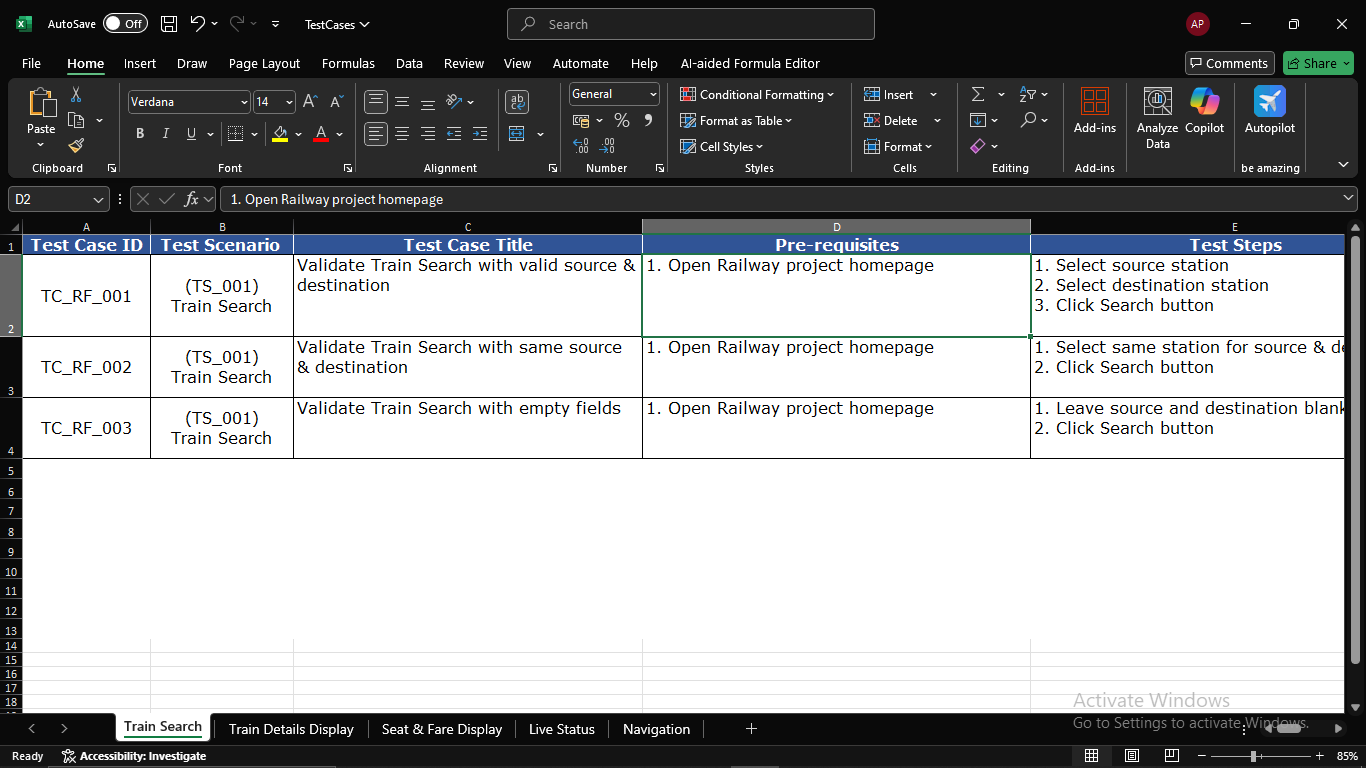 AutoSave Off TestCases Search AP
File Home Insert Draw Page Layout Formulas Data Review View Automate Help AI-aided Formula Editor Comments Share
Paste
Clipboard
Verdana 14
B I U A
Font
ab
Alignment
General
% 9
Number
Conditional Formatting
Format as Table
Cell Styles
Styles
Insert
Delete
Format
Cells
Editing
Add-ins
Add-ins
Analyze Data
Copilot
Autopilot
be amazing
D2 fx 1. Open Railway project homepage
A B C D E
1 Test Case ID Test Scenario Test Case Title Pre-requisites Test Steps
2 TC_RF_001
(TS_001)
Train Search
Validate Train Search with valid source &
destination
1. Open Railway project homepage
1. Select source station
2. Select destination station
3. Click Search button
3 TC_RF_002
(TS_001)
Train Search
Validate Train Search with same source
& destination
1. Open Railway project homepage
1. Select same station for source & de
2. Click Search button
4 TC_RF_003
(TS_001)
Train Search
Validate Train Search with empty fields
1. Open Railway project homepage
1. Leave source and destination blank
2. Click Search button
5
6
7
8
9
10
11
12
13
14
15
16
17
18
Activate Windows
Go to Settings to activate Windows.
Train Search Train Details Display Seat & Fare Display Live Status Navigation
Ready Accessibility: Investigate 85%